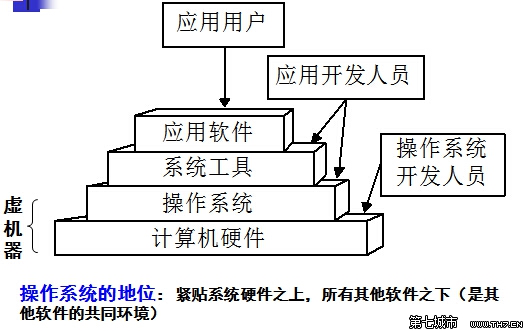 应用用户
应用开发人员
应用软件
系统工具
操作系统
开发人员
操作系统
计算机硬件
虚
机
器
操作系统的地位：紧贴系统硬件之上，所有其他软件之下（是其
他软件的共同环境）
第七城市
WWW.TH7.CN